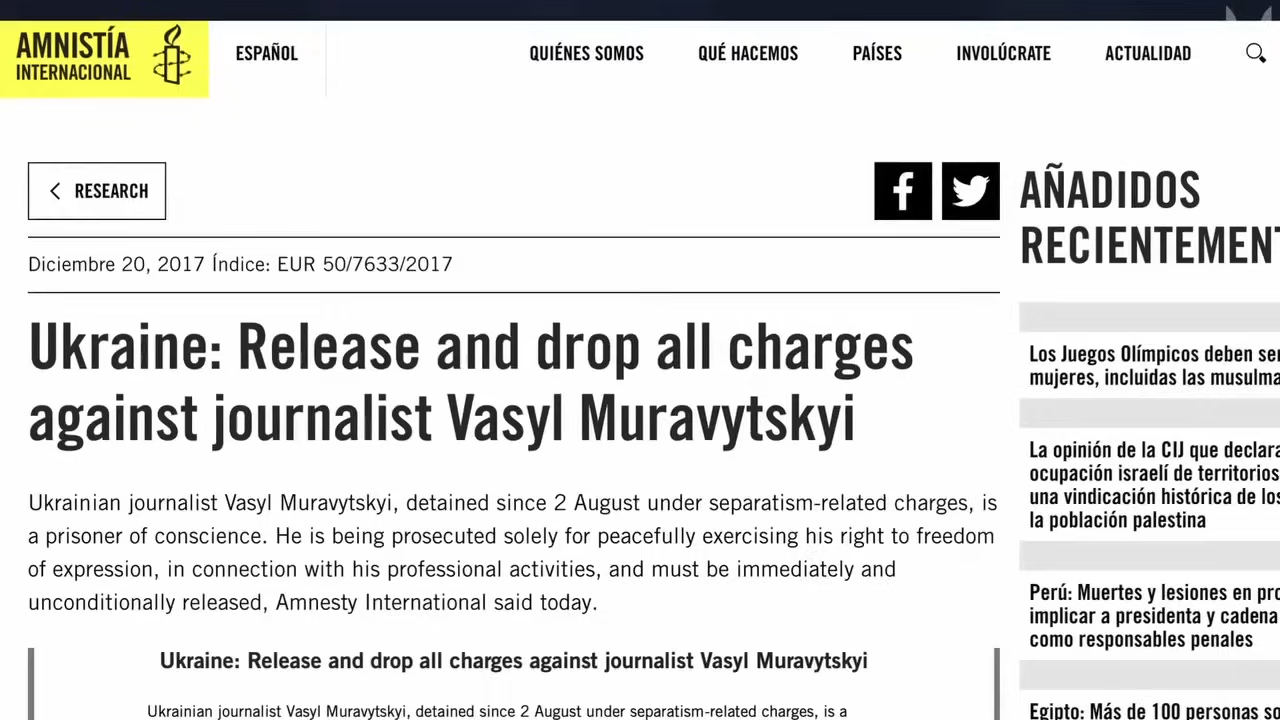 AMNISTÍA
INTERNACIONAL
ESPAÑOL
QUIÉNES SOMOS
QUÉ HACEMOS
PAÍSES
INVOLÚCRATE
ACTUALIDAD
RESEARCH
Diciembre 20, 2017 Índice: EUR 50/7633/2017
Ukraine: Release and drop all charges
against journalist Vasyl Muravytskyi
Ukrainian journalist Vasyl Muravytskyi, detained since 2 August under separatism-related charges, is
a prisoner of conscience. He is being prosecuted solely for peacefully exercising his right to freedom
of expression, in connection with his professional activities, and must be immediately and
unconditionally released, Amnesty International said today.
Ukraine: Release and drop all charges against journalist Vasyl Muravytskyi
Ukrainian journalist Vasyl Muravytskyi, detained since 2 August under separatism-related charges, is a
AÑADIDOS
RECIENTEMENT
Los Juegos Olímpicos deben se
mujeres, incluidas las musulma
La opinión de la CIJ que declara
ocupación israelí de territorios
una vindicación histórica de los
la población palestina
Perú: Muertes y lesiones en pro
implicar a presidenta y cadena
como responsables penales
Egipto: Más de 100 personas so